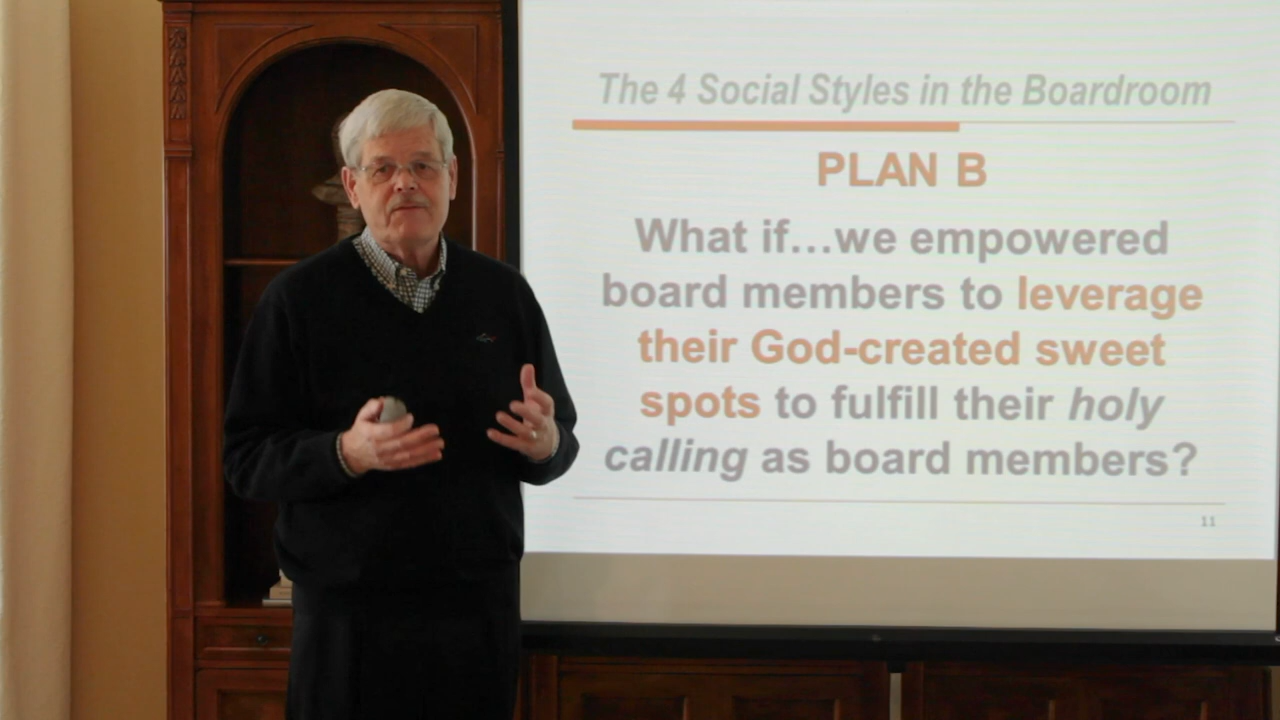 The 4 Social Styles in the Boardroom
PLAN B
What if...we empowered
board members to leverage
their God-created sweet
spots to fulfill their holy
calling as board members?
11